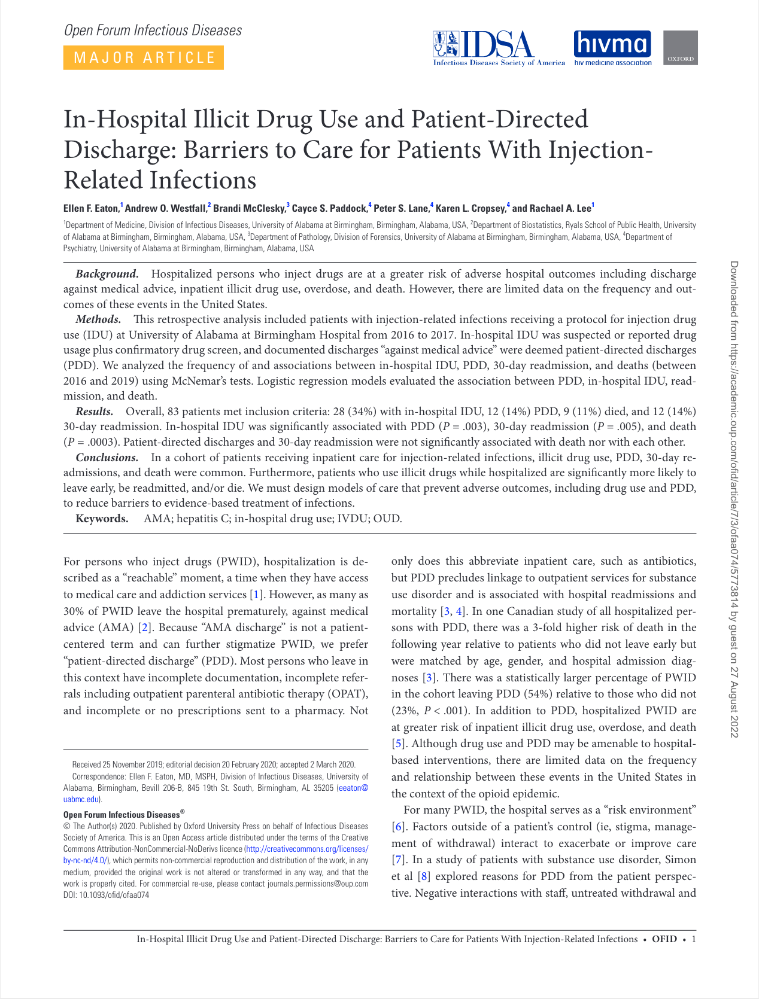 Open Forum Infectious Diseases
MAJOR ARTICLE
IDSA
Infectious Diseases Society of America
hivma
hiv medicine association
OXFORD
In-Hospital Illicit Drug Use and Patient-Directed
Discharge: Barriers to Care for Patients With Injection-
Related Infections
Ellen F. Eaton,1 Andrew O. Westfall,2 Brandi McClesky,3 Cayce S. Paddock,4 Peter S. Lane,4 Karen L. Cropsey,4 and Rachael A. Lee1
1Department of Medicine, Division of Infectious Diseases, University of Alabama at Birmingham, Birmingham, Alabama, USA, 2Department of Biostatistics, Ryals School of Public Health, University
of Alabama at Birmingham, Birmingham, Alabama, USA, 3Department of Pathology, Division of Forensics, University of Alabama at Birmingham, Birmingham, Alabama, USA, 4Department of
Psychiatry, University of Alabama at Birmingham, Birmingham, Alabama, USA
Background. Hospitalized persons who inject drugs are at a greater risk of adverse hospital outcomes including discharge
against medical advice, inpatient illicit drug use, overdose, and death. However, there are limited data on the frequency and out-
comes of these events in the United States.
Methods. This retrospective analysis included patients with injection-related infections receiving a protocol for injection drug
use (IDU) at University of Alabama at Birmingham Hospital from 2016 to 2017. In-hospital IDU was suspected or reported drug
usage plus confirmatory drug screen, and documented discharges “against medical advice” were deemed patient-directed discharges
(PDD). We analyzed the frequency of and associations between in-hospital IDU, PDD, 30-day readmission, and deaths (between
2016 and 2019) using McNemar’s tests. Logistic regression models evaluated the association between PDD, in-hospital IDU, read-
mission, and death.
Results. Overall, 83 patients met inclusion criteria: 28 (34%) with in-hospital IDU, 12 (14%) PDD, 9 (11%) died, and 12 (14%)
30-day readmission. In-hospital IDU was significantly associated with PDD (P = .003), 30-day readmission (P = .005), and death
(P = .0003). Patient-directed discharges and 30-day readmission were not significantly associated with death nor with each other.
Conclusions. In a cohort of patients receiving inpatient care for injection-related infections, illicit drug use, PDD, 30-day re-
admissions, and death were common. Furthermore, patients who use illicit drugs while hospitalized are significantly more likely to
leave early, be readmitted, and/or die. We must design models of care that prevent adverse outcomes, including drug use and PDD,
to reduce barriers to evidence-based treatment of infections.
Keywords. AMA; hepatitis C; in-hospital drug use; IVDU; OUD.
For persons who inject drugs (PWID), hospitalization is de-
scribed as a “reachable” moment, a time when they have access
to medical care and addiction services [1]. However, as many as
30% of PWID leave the hospital prematurely, against medical
advice (AMA) [2]. Because “AMA discharge” is not a patient-
centered term and can further stigmatize PWID, we prefer
“patient-directed discharge” (PDD). Most persons who leave in
this context have incomplete documentation, incomplete refer-
rals including outpatient parenteral antibiotic therapy (OPAT),
and incomplete or no prescriptions sent to a pharmacy. Not
Received 25 November 2019; editorial decision 20 February 2020; accepted 2 March 2020.
Correspondence: Ellen F. Eaton, MD, MSPH, Division of Infectious Diseases, University of
Alabama, Birmingham, Bevill 206-B, 845 19th St. South, Birmingham, AL 35205 (eeaton@
uabmc.edu).
Open Forum Infectious Diseases®
© The Author(s) 2020. Published by Oxford University Press on behalf of Infectious Diseases
Society of America. This is an Open Access article distributed under the terms of the Creative
Commons Attribution-NonCommercial-NoDerivs licence (http://creativecommons.org/licenses/
by-nc-nd/4.0/), which permits non-commercial reproduction and distribution of the work, in any
medium, provided the original work is not altered or transformed in any way, and that the
work is properly cited. For commercial re-use, please contact journals.permissions@oup.com
DOI: 10.1093/ofid/ofaa074
only does this abbreviate inpatient care, such as antibiotics,
but PDD precludes linkage to outpatient services for substance
use disorder and is associated with hospital readmissions and
mortality [3, 4]. In one Canadian study of all hospitalized per-
sons with PDD, there was a 3-fold higher risk of death in the
following year relative to patients who did not leave early but
were matched by age, gender, and hospital admission diag-
noses [3]. There was a statistically larger percentage of PWID
in the cohort leaving PDD (54%) relative to those who did not
(23%, P < .001). In addition to PDD, hospitalized PWID are
at greater risk of inpatient illicit drug use, overdose, and death
[5]. Although drug use and PDD may be amenable to hospital-
based interventions, there are limited data on the frequency
and relationship between these events in the United States in
the context of the opioid epidemic.
For many PWID, the hospital serves as a “risk environment”
[6]. Factors outside of a patient’s control (ie, stigma, manage-
ment of withdrawal) interact to exacerbate or improve care
[7]. In a study of patients with substance use disorder, Simon
et al [8] explored reasons for PDD from the patient perspec-
tive. Negative interactions with staff, untreated withdrawal and
In-Hospital Illicit Drug Use and Patient-Directed Discharge: Barriers to Care for Patients With Injection-Related Infections • OFID • 1
Downloaded from https://academic.oup.com/ofid/article/7/3/ofaa074/5773814 by guest on 27 August 2022